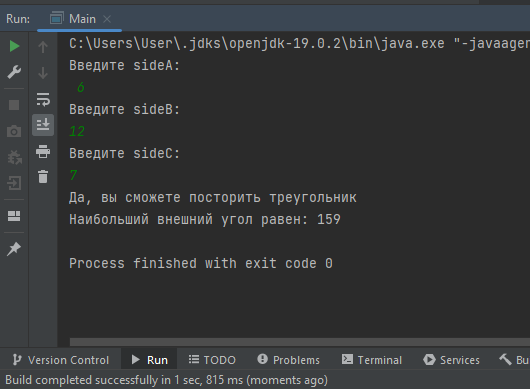 Run: Main
C:\Users\User\.jdks\openjdk-19.0.2\bin\java.exe "-javaagen
Введите sideA:
6
Введите sideB:
12
Введите sideC:
7
Да, вы сможете посторить треугольник
Наибольший внешний угол равен: 159
Process finished with exit code 0
Version Control Run TODO Problems Terminal Services Bu
Build completed successfully in 1 sec, 815 ms (moments ago)